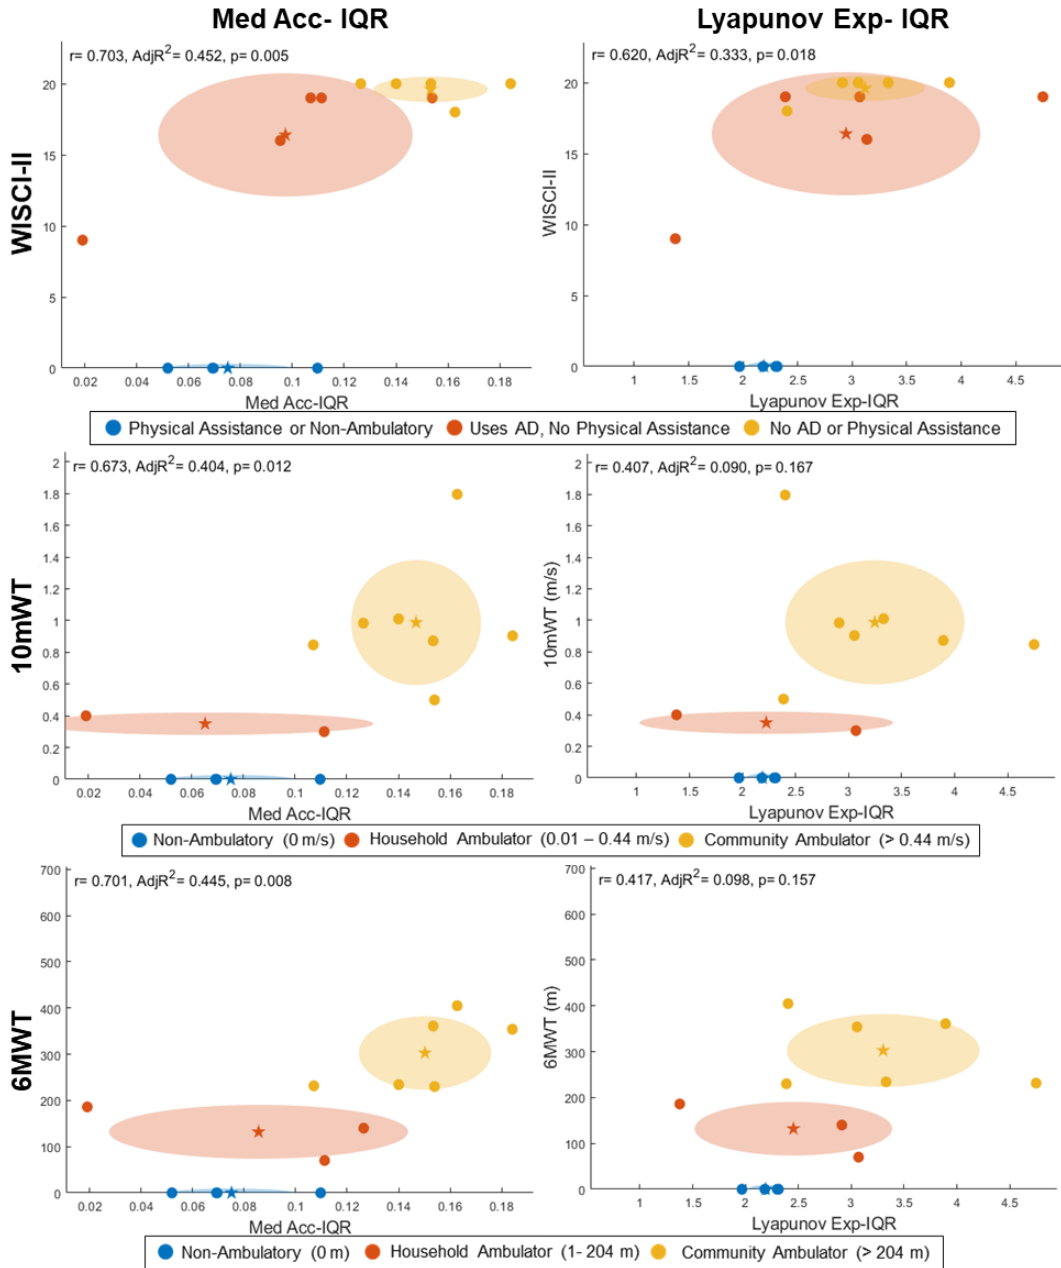 Med Acc- IQR
Lyapunov Exp- IQR
r= 0.703, AdjR²= 0.452, p= 0.005
20
15
10
5
0
WISCI-II
0.02 0.04 0.06 0.08 0.1 0.12 0.14 0.16 0.18
Med Acc-IQR
r= 0.620, AdjR²= 0.333, p= 0.018
20
15
10
5
0
WISCI-II
1 1.5 2 2.5 3 3.5 4 4.5
Lyapunov Exp-IQR
Physical Assistance or Non-Ambulatory Uses AD, No Physical Assistance No AD or Physical Assistance
r= 0.673, AdjR²= 0.404, p= 0.012
2
1.8
1.6
1.4
1.2
1
0.8
0.6
0.4
0.2
0
10mWT
0.02 0.04 0.06 0.08 0.1 0.12 0.14 0.16 0.18
Med Acc-IQR
r= 0.407, AdjR²= 0.090, p= 0.167
2
1.8
1.6
1.4
1.2
1
0.8
0.6
0.4
0.2
0
10mWT (m/s)
1 1.5 2 2.5 3 3.5 4 4.5
Lyapunov Exp-IQR
Non-Ambulatory (0 m/s) Household Ambulator (0.01 – 0.44 m/s) Community Ambulator (> 0.44 m/s)
r= 0.701, AdjR²= 0.445, p= 0.008
700
600
500
400
300
200
100
0
6MWT
0.02 0.04 0.06 0.08 0.1 0.12 0.14 0.16 0.18
Med Acc-IQR
r= 0.417, AdjR²= 0.098, p= 0.157
700
600
500
400
300
200
100
0
6MWT (m)
1 1.5 2 2.5 3 3.5 4 4.5
Lyapunov Exp-IQR
Non-Ambulatory (0 m) Household Ambulator (1- 204 m) Community Ambulator (> 204 m)